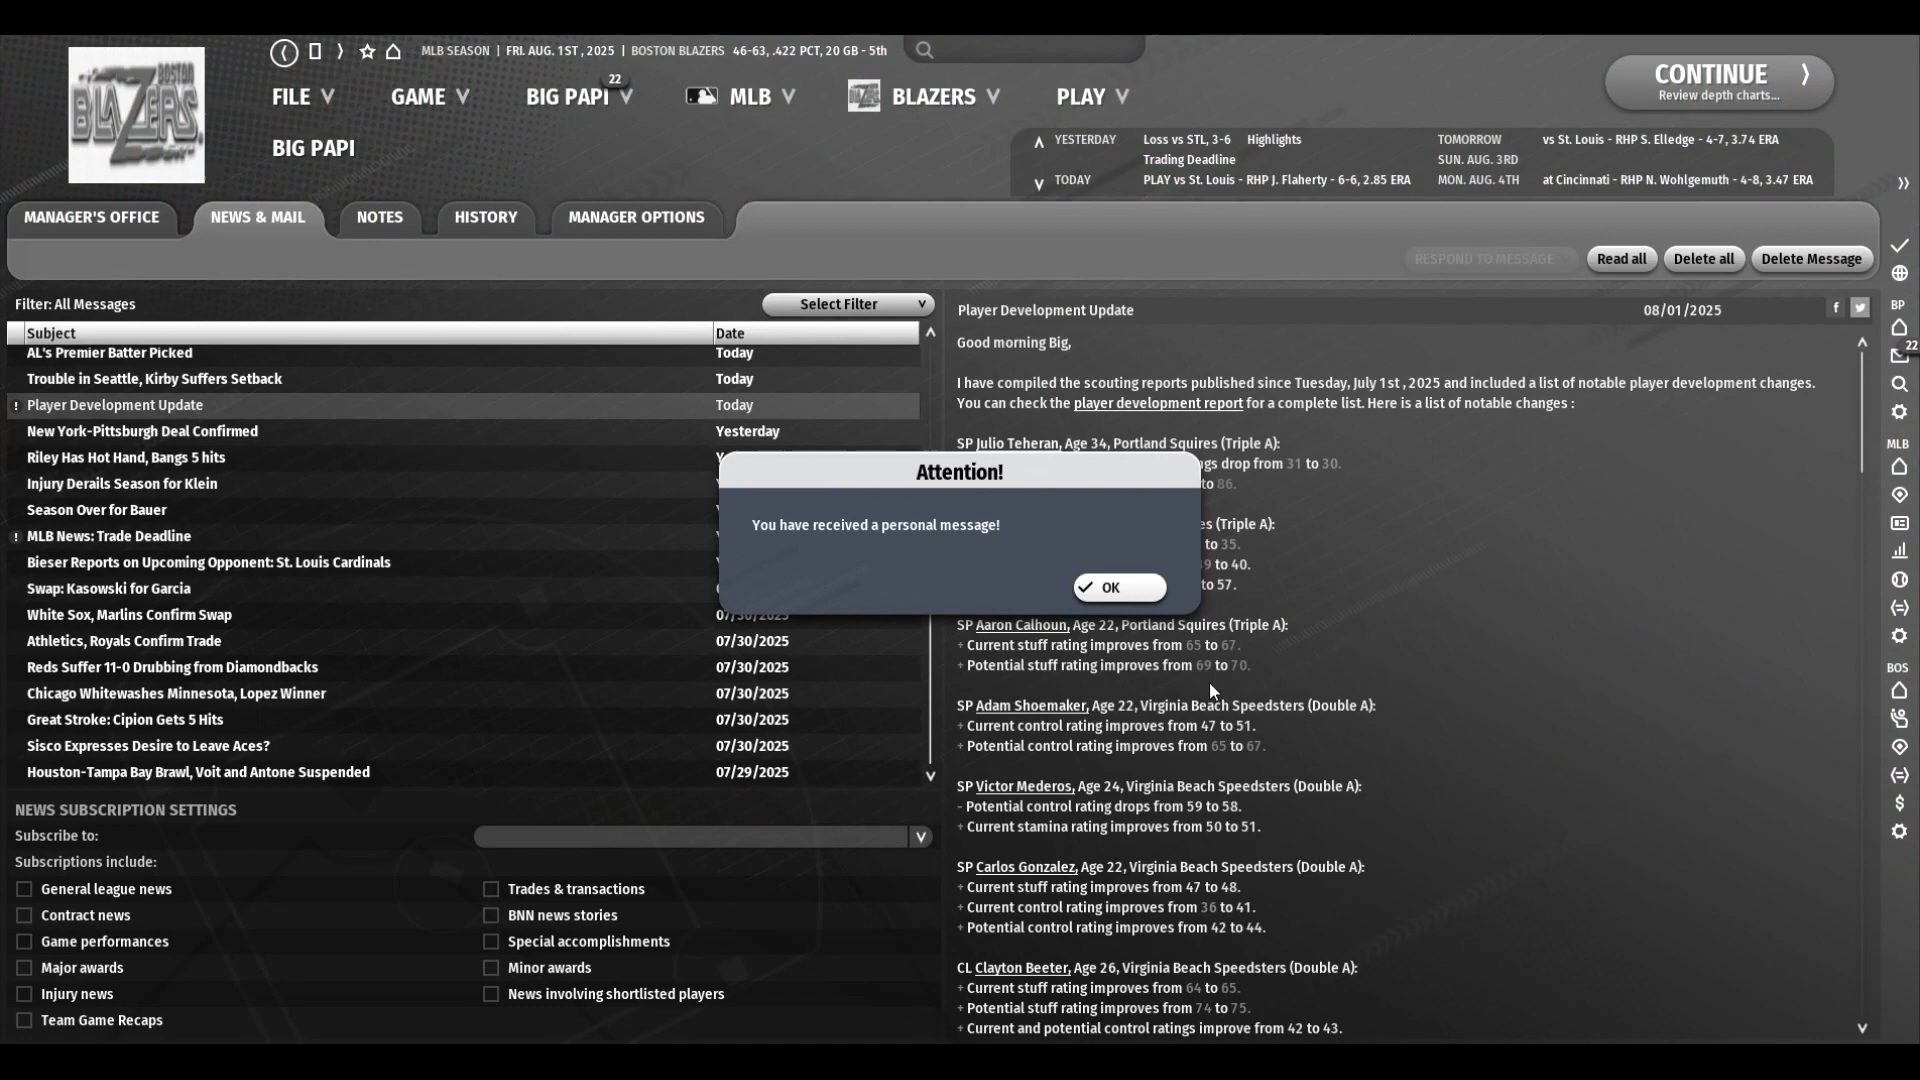 MLB SEASON | FRI. AUG. 1ST , 2025 | BOSTON BLAZERS 46-63, .422 PCT, 20 GB - 5th
BOSTON
BLAZERS
22
FILE
GAME
BIG PAPI
MLB
BLAZERS
PLAY
CONTINUE
Review depth charts...
BIG PAPI
YESTERDAY Loss vs STL, 3-6 Highlights
Trading Deadline
TODAY PLAY vs St. Louis - RHP J. Flaherty - 6-6, 2.85 ERA
TOMORROW vs St. Louis - RHP S. Elledge - 4-7, 3.74 ERA
SUN. AUG. 3RD
MON. AUG. 4TH at Cincinnati - RHP N. Wohlgemuth - 4-8, 3.47 ERA
MANAGER'S OFFICE
NEWS & MAIL
NOTES
HISTORY
MANAGER OPTIONS
RESPOND TO MESSAGE
Read all
Delete all
Delete Message
Filter: All Messages
Select Filter
Subject Date
AL's Premier Batter Picked Today
Trouble in Seattle, Kirby Suffers Setback Today
! Player Development Update Today
New York-Pittsburgh Deal Confirmed Yesterday
Riley Has Hot Hand, Bangs 5 hits
Injury Derails Season for Klein
Season Over for Bauer
! MLB News: Trade Deadline
Bieser Reports on Upcoming Opponent: St. Louis Cardinals
Swap: Kasowski for Garcia
White Sox, Marlins Confirm Swap 07/30/2025
Athletics, Royals Confirm Trade 07/30/2025
Reds Suffer 11-0 Drubbing from Diamondbacks 07/30/2025
Chicago Whitewashes Minnesota, Lopez Winner 07/30/2025
Great Stroke: Cipion Gets 5 Hits 07/30/2025
Sisco Expresses Desire to Leave Aces? 07/30/2025
Houston-Tampa Bay Brawl, Voit and Antone Suspended 07/29/2025
NEWS SUBSCRIPTION SETTINGS
Subscribe to:
Subscriptions include:
General league news
Trades & transactions
Contract news
BNN news stories
Game performances
Special accomplishments
Major awards
Minor awards
Injury news
News involving shortlisted players
Team Game Recaps
Attention!
You have received a personal message!
OK
Player Development Update 08/01/2025
f
Good morning Big,
I have compiled the scouting reports published since Tuesday, July 1st , 2025 and included a list of notable player development changes.
You can check the player development report for a complete list. Here is a list of notable changes :
SP Julio Teheran, Age 34, Portland Squires (Triple A):
drop from 31 to 30.
to 86.
(Triple A):
to 35.
to 40.
to 57.
SP Aaron Calhoun, Age 22, Portland Squires (Triple A):
+ Current stuff rating improves from 65 to 67.
+ Potential stuff rating improves from 69 to 70.
SP Adam Shoemaker, Age 22, Virginia Beach Speedsters (Double A):
+ Current control rating improves from 47 to 51.
+ Potential control rating improves from 65 to 67.
SP Victor Mederos, Age 24, Virginia Beach Speedsters (Double A):
- Potential control rating drops from 59 to 58.
+ Current stamina rating improves from 50 to 51.
SP Carlos Gonzalez, Age 22, Virginia Beach Speedsters (Double A):
+ Current stuff rating improves from 47 to 48.
+ Current control rating improves from 36 to 41.
+ Potential control rating improves from 42 to 44.
CL Clayton Beeter, Age 26, Virginia Beach Speedsters (Double A):
+ Current stuff rating improves from 64 to 65.
+ Potential stuff rating improves from 74 to 75.
+ Current and potential control ratings improve from 42 to 43.
BP
22
MLB
BOS
$